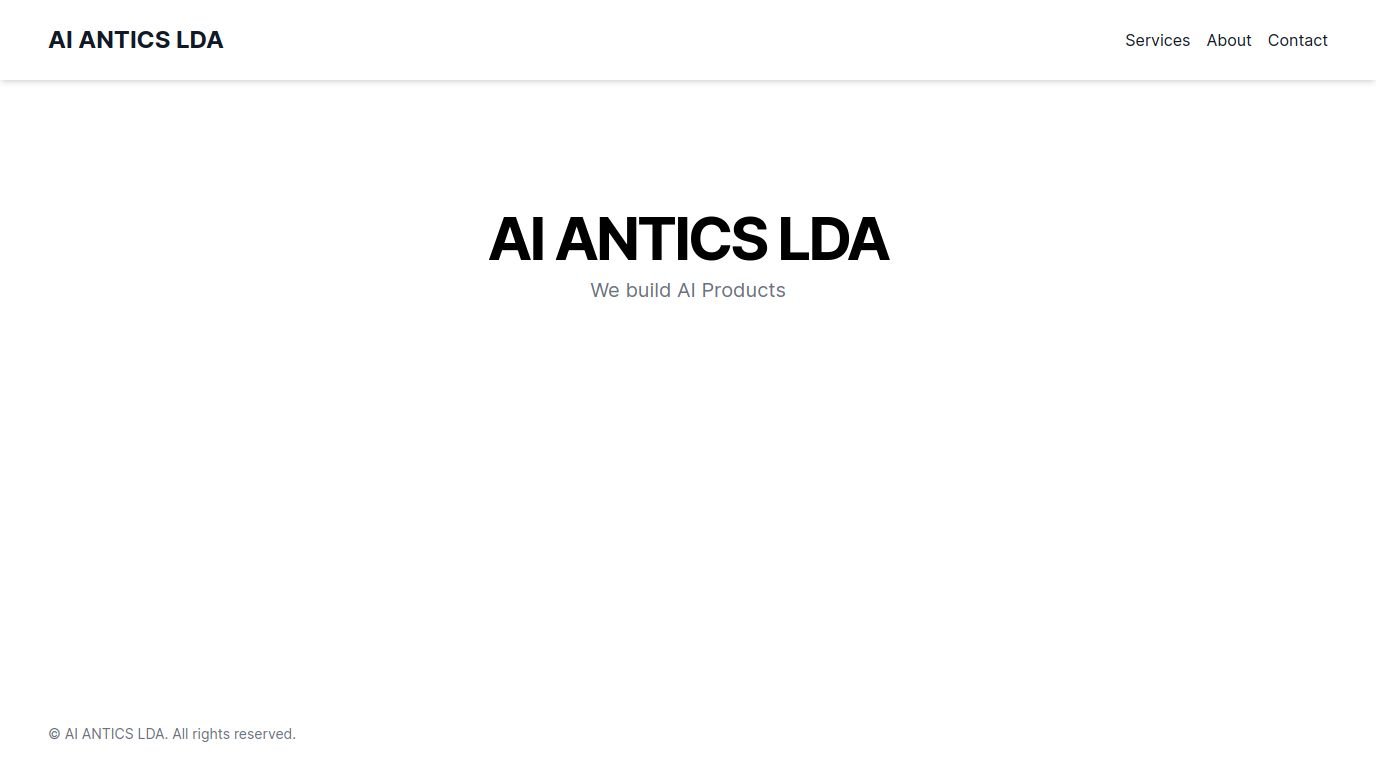 AI ANTICS LDA
Services About Contact
AI ANTICS LDA
We build AI Products
© AI ANTICS LDA. All rights reserved.